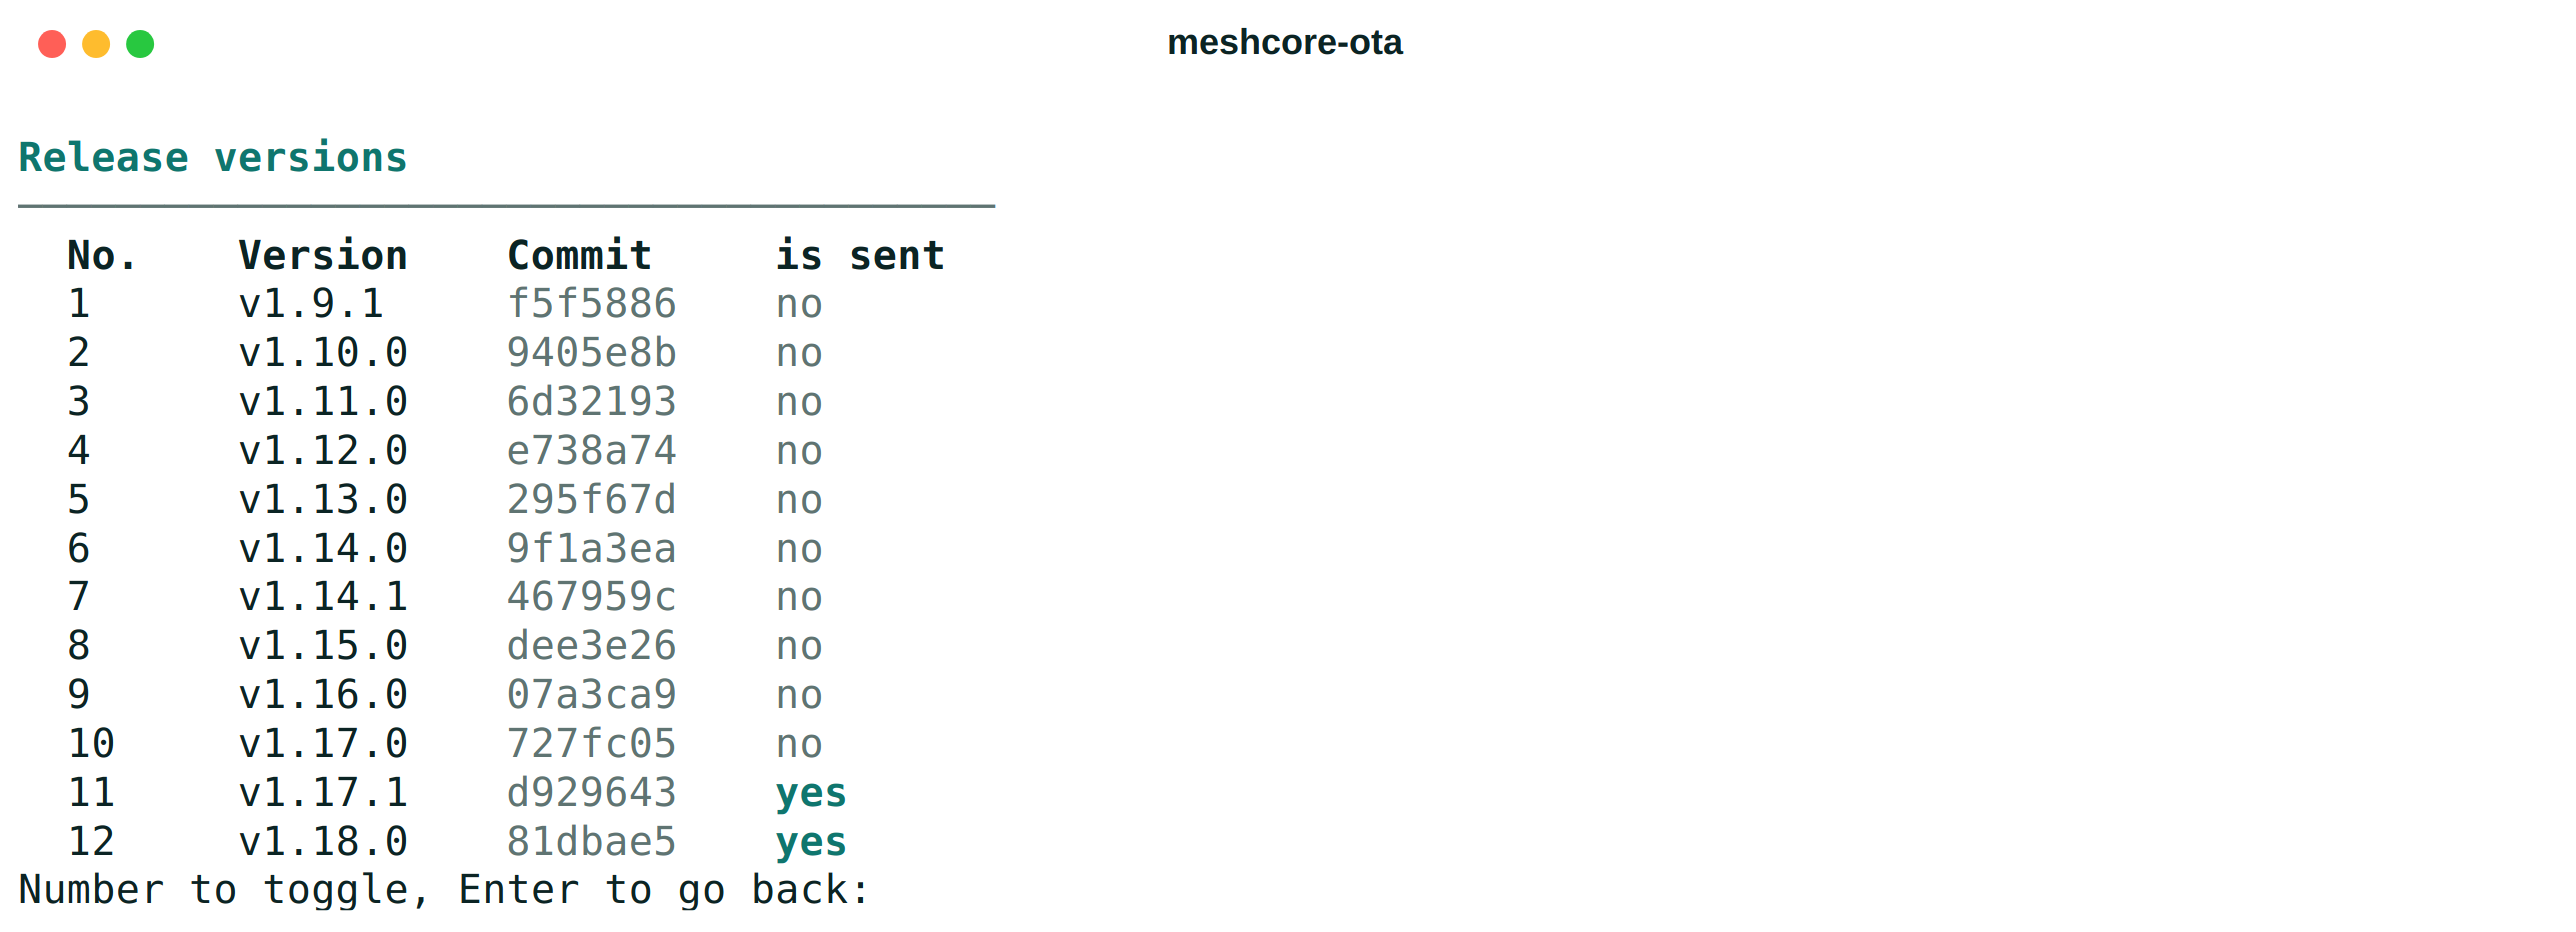 meshcore-ota
Release versions
No. Version Commit is sent
1 v1.9.1 f5f5886 no
2 v1.10.0 9405e8b no
3 v1.11.0 6d32193 no
4 v1.12.0 e738a74 no
5 v1.13.0 295f67d no
6 v1.14.0 9f1a3ea no
7 v1.14.1 467959c no
8 v1.15.0 dee3e26 no
9 v1.16.0 07a3ca9 no
10 v1.17.0 727fc05 no
11 v1.17.1 d929643 yes
12 v1.18.0 81dbae5 yes
Number to toggle, Enter to go back: